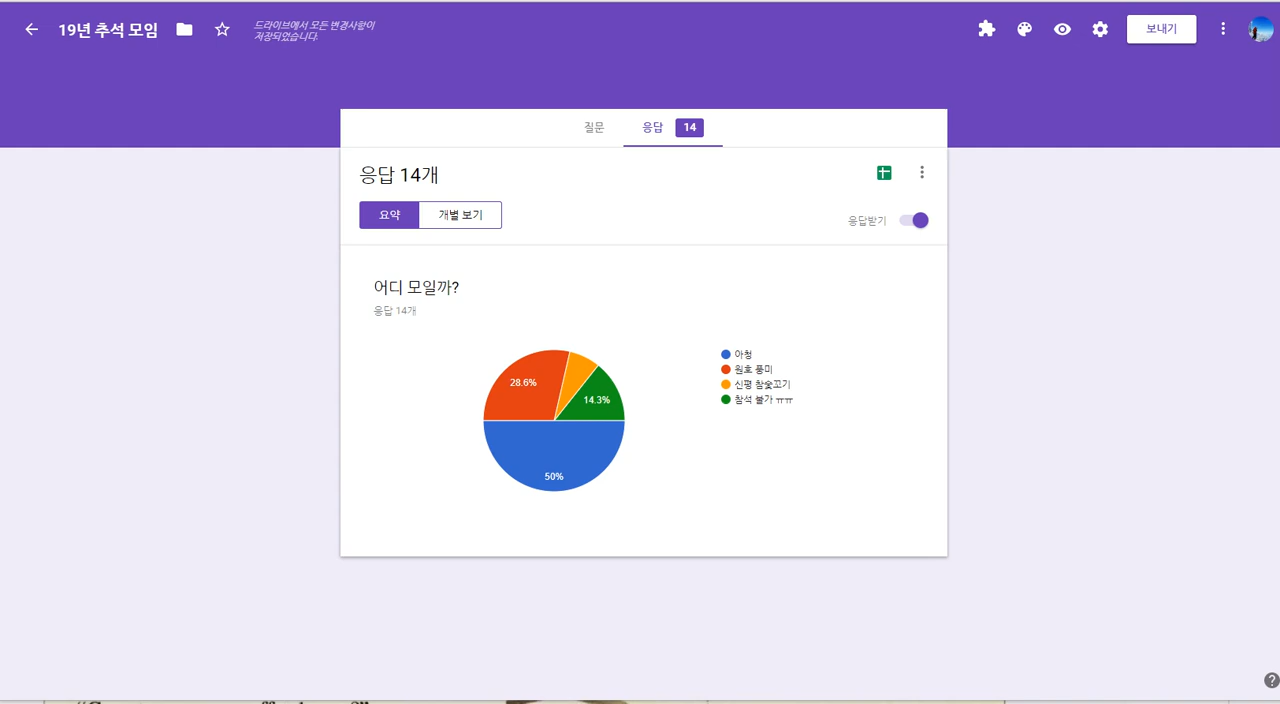 19년 추석 모임
드라이브에서 모든 변경사항이
저장되었습니다.
보내기
질문
응답 14
응답 14개
요약
개별 보기
응답받기
어디 모일까?
응답 14개
28.6%
14.3%
50%
아청
원효 풍미
신평 참숯꼬기
참석 불가 ㅠㅠ